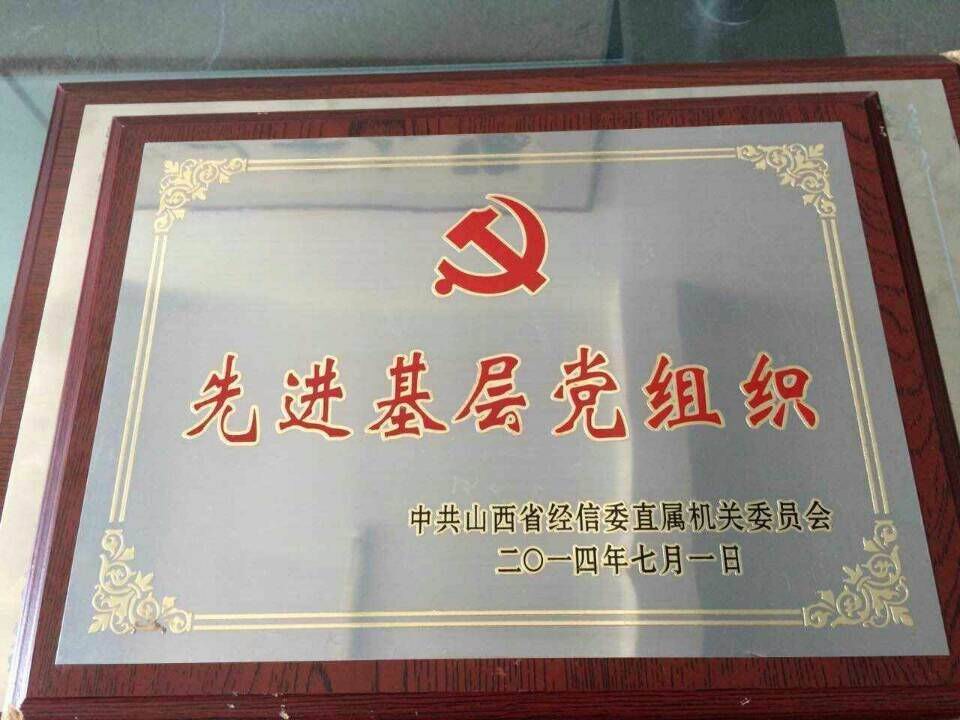 先进基层党组织
中共山西省经信委直属机关委员会
二〇一四年七月一日